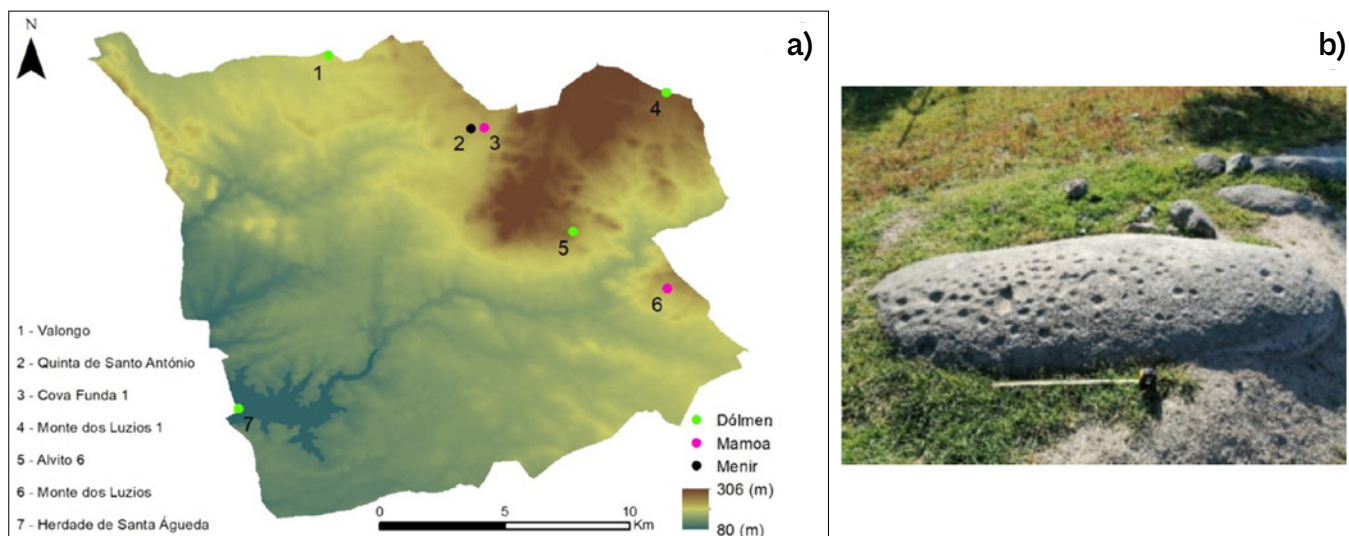 N
a)
b)
1
2
3
4
5
6
7
1 - Valongo
2 - Quinta de Santo António
3 - Cova Funda 1
4 - Monte dos Luzios 1
5 - Alvito 6
6 - Monte dos Luzios
7 - Herdade de Santa Águeda
Dólmen
Mamoa
Menir
306 (m)
80 (m)
0 5 10
Km